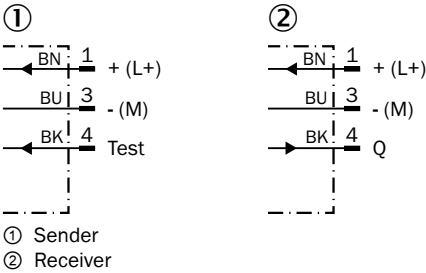 ① ②
BN 1 + (L+) BN 1 + (L+)
BU 3 - (M) BU 3 - (M)
BK 4 Test BK 4 Q
① Sender
② Receiver